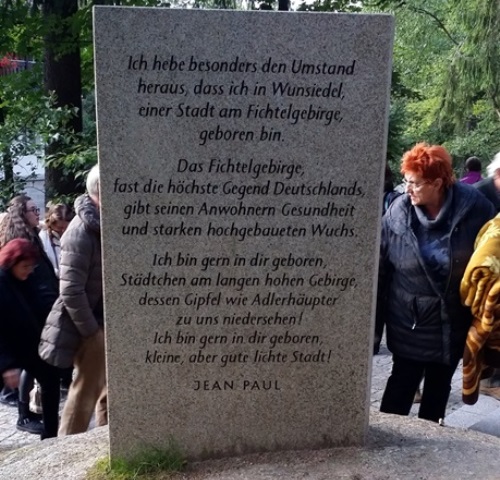 Ich hebe besonders den Umstand
heraus, dass ich in Wunsiedel,
einer Stadt am Fichtelgebirge,
geboren bin.
Das Fichtelgebirge,
fast die höchste Gegend Deutschlands,
gibt seinen Anwohnern Gesundheit
und starken hochgebaueten Wuchs.
Ich bin gern in dir geboren,
Städtchen am langen hohen Gebirge,
dessen Gipfel wie Adlerhäupter
zu uns niedersehen!
Ich bin gern in dir geboren,
kleine, aber gute lichte Stadt!
JEAN PAUL